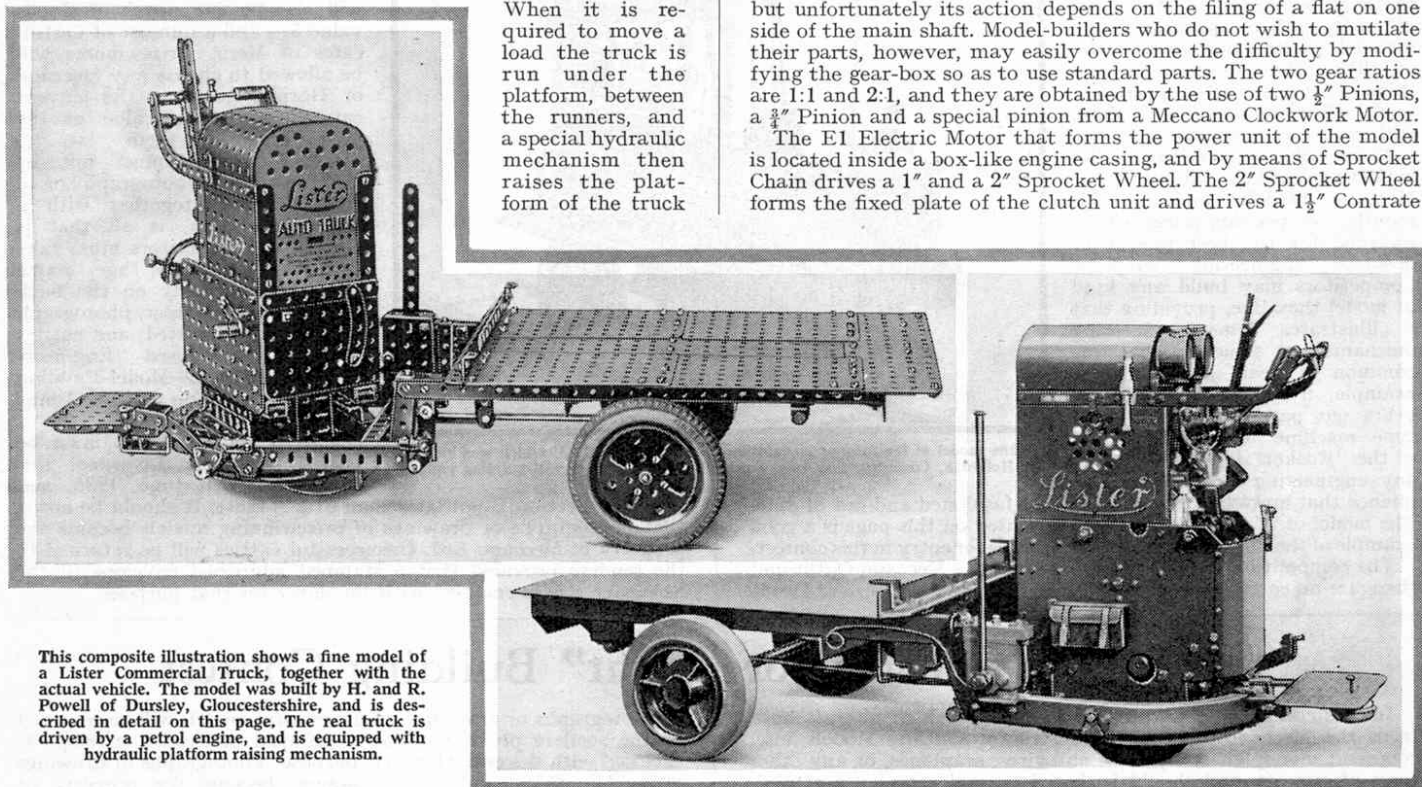 When it is re-
quired to move a
load the truck is
run under the
platform, between
the runners, and
a special hydraulic
mechanism then
raises the plat-
form of the truck
but unfortunately its action depends on the filing of a flat on one
side of the main shaft. Model-builders who do not wish to mutilate
their parts, however, may easily overcome the difficulty by modi-
fying the gear-box so as to use standard parts. The two gear ratios
are 1:1 and 2:1, and they are obtained by the use of two ½″ Pinions,
a ¾″ Pinion and a special pinion from a Meccano Clockwork Motor.
The E1 Electric Motor that forms the power unit of the model
is located inside a box-like engine casing, and by means of Sprocket
Chain drives a 1″ and a 2″ Sprocket Wheel. The 2″ Sprocket Wheel
forms the fixed plate of the clutch unit and drives a 1½″ Contrate
Lister
AUTO TRUCK
Lister
Lister
This composite illustration shows a fine model of
a Lister Commercial Truck, together with the
actual vehicle. The model was built by H. and R.
Powell of Dursley, Gloucestershire, and is des-
cribed in detail on this page. The real truck is
driven by a petrol engine, and is equipped with
hydraulic platform raising mechanism.